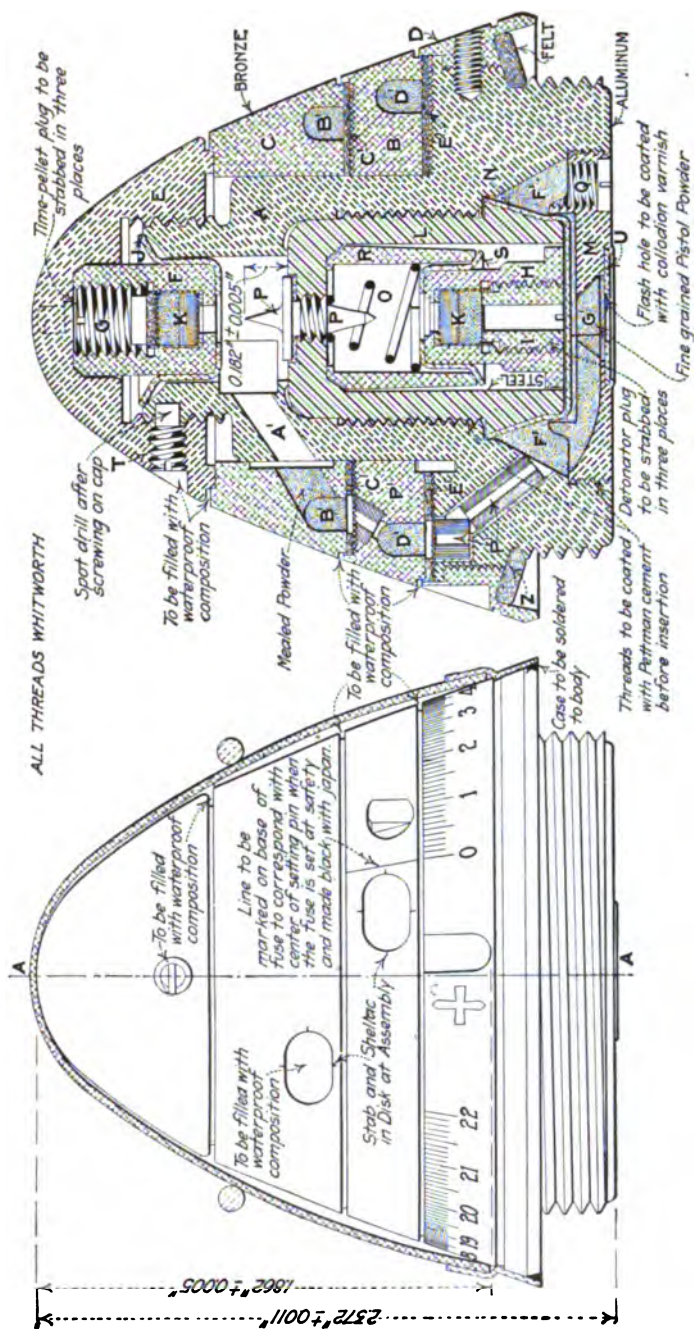 ALL THREADS WHITWORTH
A
To be filled
with waterproof
composition
Line to be
marked on base of
fuse to correspond with
center of setting pin when
the fuse is set at safety
and made black with japan.
To be filled with
waterproof
composition
Stab and Shellac
in Disk at Assembly
18 19 20 21 22
0 1 2 3 4
A
1.862"±0.005"
2.372"±0.011"
To be filled with
waterproof
composition
Case to be soldered
to body
Time-pellet plug to be
stabbed in three
places
Spot drill after
screwing on cap
To be filled with
waterproof
composition
Mealed Powder
0.182"±0.005"
BRONZE
STEEL
FELT
ALUMINUM
T
E
J
G
F
K
A
A'
P
C
B'
D'
B
C
E'
D
R
L
O
P
S
K
H
I
N
F'
Q
M
G
U
F'
B
C
D'
P
E
P'
Z
Threads to be coated
with Pettman cement
before insertion
Detonator plug
to be stabbed
in three places
Fine grained Pistol Powder
Flash hole to be coated
with collodion varnish